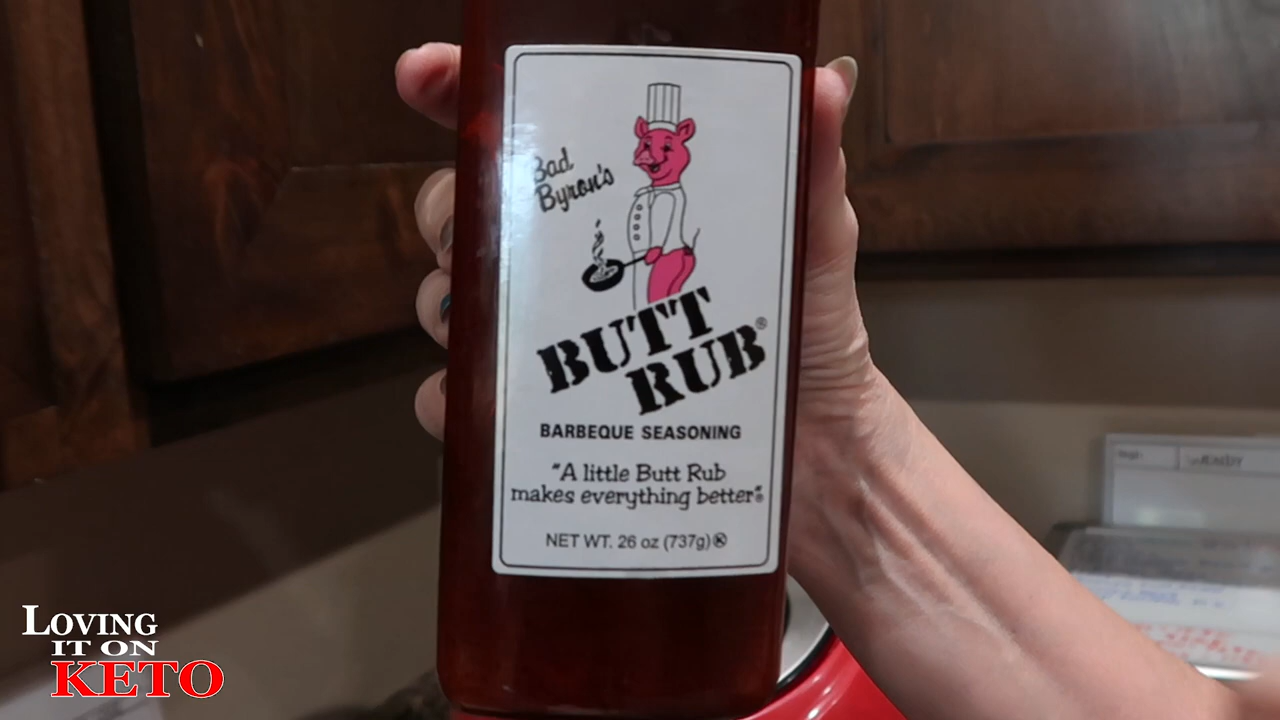 Bad
Byron's
BUTT
RUB®
BARBEQUE SEASONING
"A little Butt Rub
makes everything better"®
NET WT. 26 oz (737g)
LOVING
IT ON
KETO